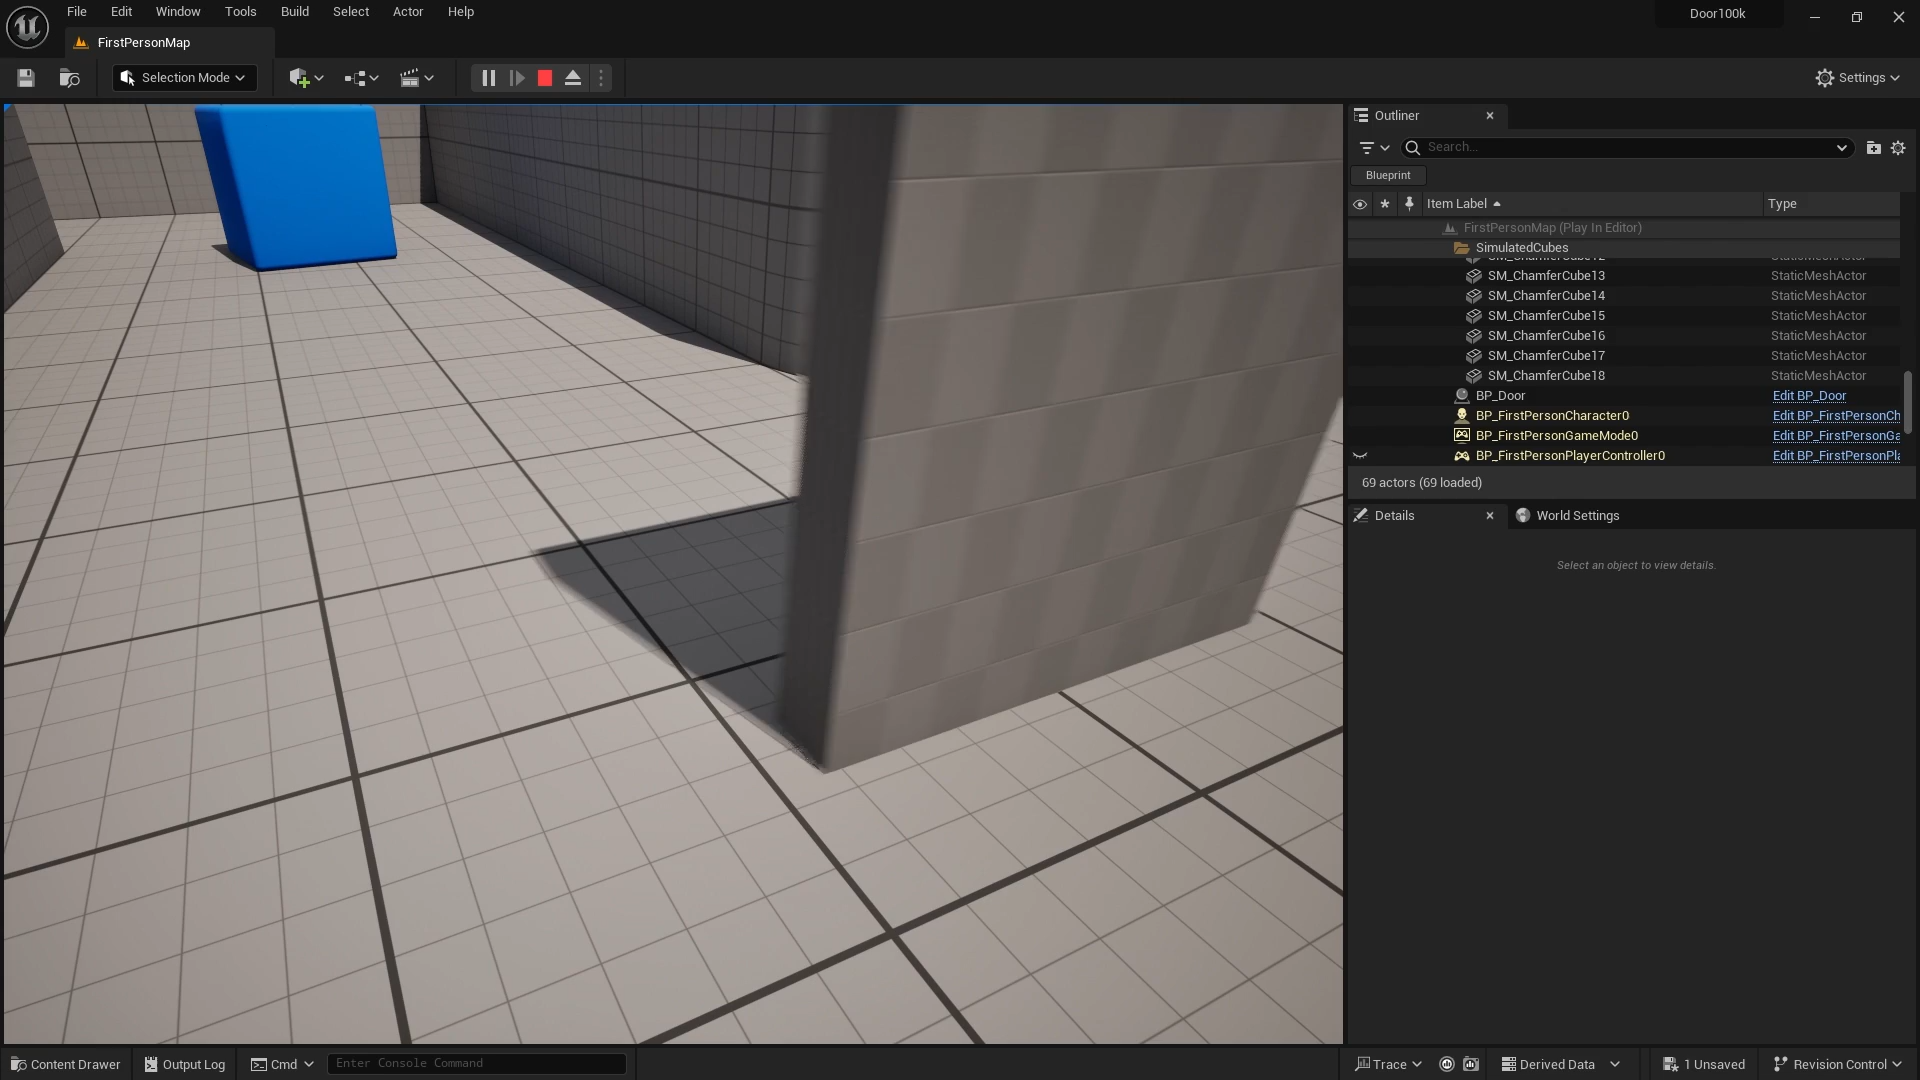 File Edit Window Tools Build Select Actor Help
Door100k
FirstPersonMap
Selection Mode
Settings
Outliner
Search...
Blueprint
Item Label Type
FirstPersonMap (Play In Editor)
SimulatedCubes
SM_ChamferCube12 StaticMeshActor
SM_ChamferCube13 StaticMeshActor
SM_ChamferCube14 StaticMeshActor
SM_ChamferCube15 StaticMeshActor
SM_ChamferCube16 StaticMeshActor
SM_ChamferCube17 StaticMeshActor
SM_ChamferCube18 StaticMeshActor
BP_Door Edit BP_Door
BP_FirstPersonCharacter0 Edit BP_FirstPersonCh
BP_FirstPersonGameMode0 Edit BP_FirstPersonGa
BP_FirstPersonPlayerController0 Edit BP_FirstPersonPla
69 actors (69 loaded)
Details World Settings
Select an object to view details.
Content Drawer Output Log Cmd Enter Console Command Trace Derived Data 1 Unsaved Revision Control